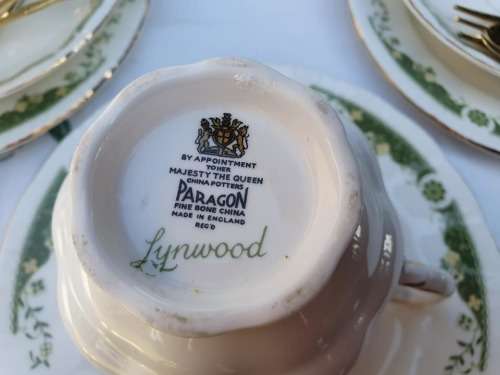 BY APPOINTMENT
TO HER
MAJESTY THE QUEEN
CHINA POTTERS
PARAGON
FINE BONE CHINA
MADE IN ENGLAND
REG'D
Lynwood